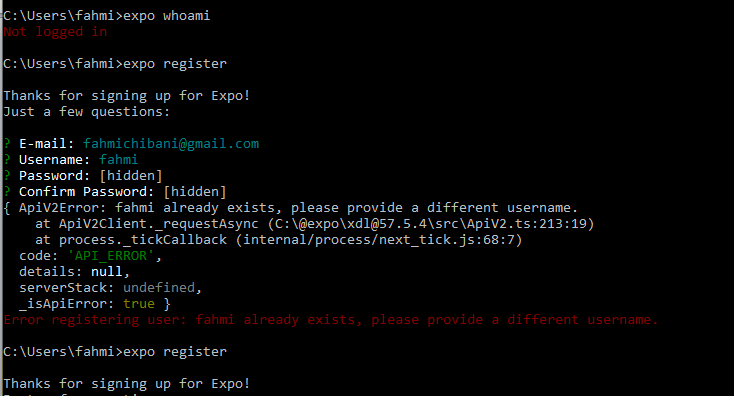 C:\Users\fahmi>expo whoami
Not logged in
C:\Users\fahmi>expo register
Thanks for signing up for Expo!
Just a few questions:
? E-mail: fahmichibani@gmail.com
? Username: fahmi
? Password: [hidden]
? Confirm Password: [hidden]
{ ApiV2Error: fahmi already exists, please provide a different username.
    at ApiV2Client._requestAsync (C:\@expo\xdl@57.5.4\src\ApiV2.ts:213:19)
    at process._tickCallback (internal/process/next_tick.js:68:7)
  code: 'API_ERROR',
  details: null,
  serverStack: undefined,
  _isApiError: true }
Error registering user: fahmi already exists, please provide a different username.
C:\Users\fahmi>expo register
Thanks for signing up for Expo!